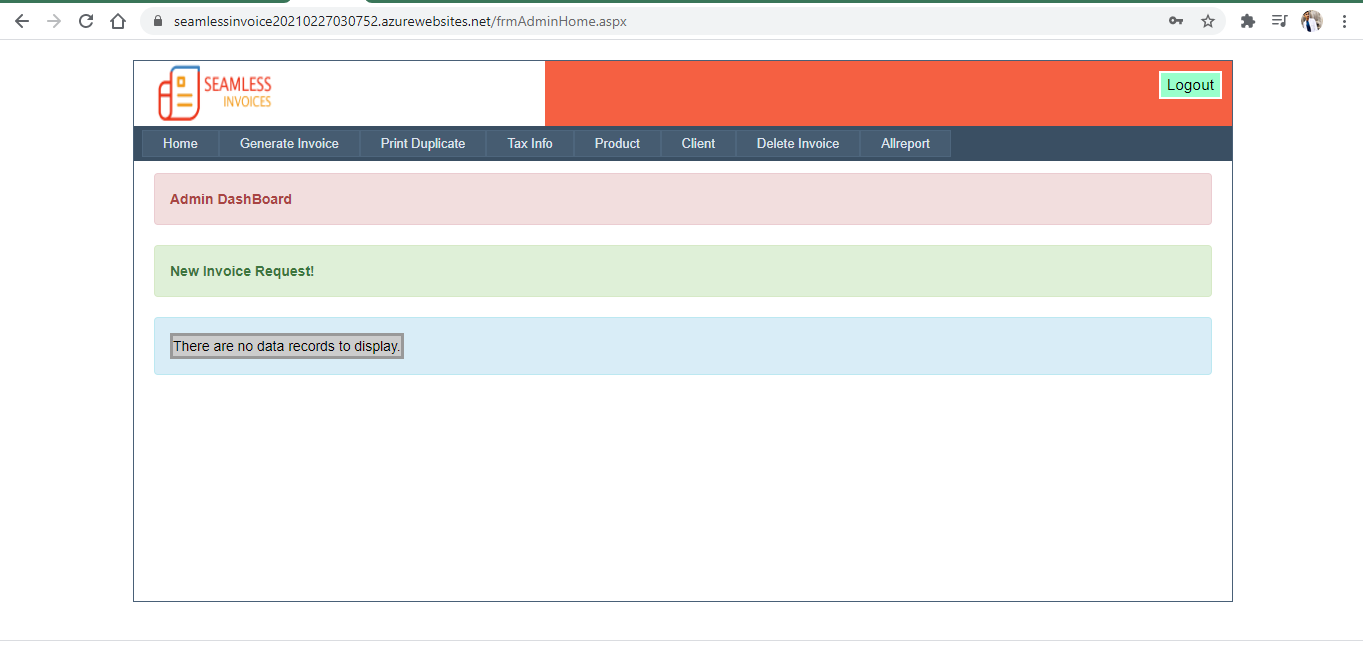 seamlessinvoice20210227030752.azurewebsites.net/frmAdminHome.aspx
SEAMLESS
INVOICES
Logout
Home Generate Invoice Print Duplicate Tax Info Product Client Delete Invoice Allreport
Admin DashBoard
New Invoice Request!
There are no data records to display.